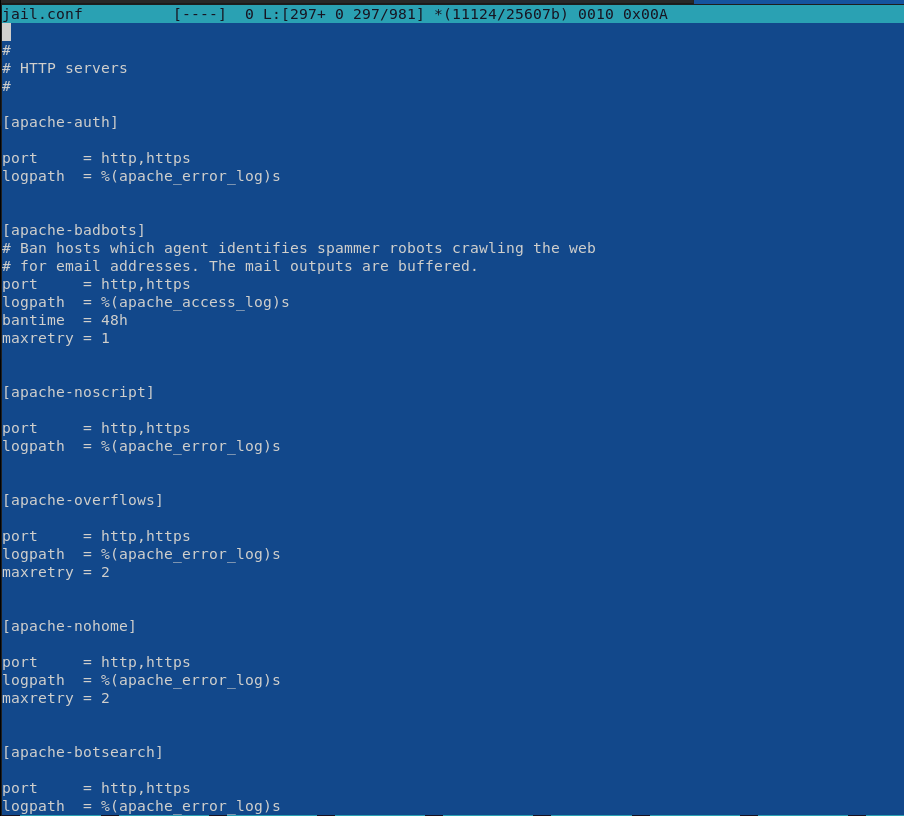 jail.conf          [----]  0 L:[297+ 0 297/981] *(11124/25607b) 0010 0x00A
#
# HTTP servers
#
[apache-auth]
port     = http,https
logpath  = %(apache_error_log)s
[apache-badbots]
# Ban hosts which agent identifies spammer robots crawling the web
# for email addresses. The mail outputs are buffered.
port     = http,https
logpath  = %(apache_access_log)s
bantime  = 48h
maxretry = 1
[apache-noscript]
port     = http,https
logpath  = %(apache_error_log)s
[apache-overflows]
port     = http,https
logpath  = %(apache_error_log)s
maxretry = 2
[apache-nohome]
port     = http,https
logpath  = %(apache_error_log)s
maxretry = 2
[apache-botsearch]
port     = http,https
logpath  = %(apache_error_log)s